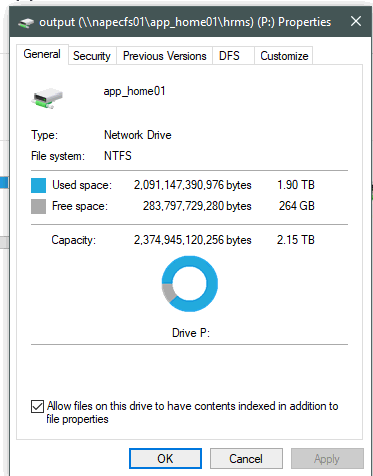 output (\\napecfs01\app_home01\hrms) (P:) Properties
General Security Previous Versions DFS Customize
app_home01
Type: Network Drive
File system: NTFS
Used space: 2,091,147,390,976 bytes 1.90 TB
Free space: 283,797,729,280 bytes 264 GB
Capacity: 2,374,945,120,256 bytes 2.15 TB
Drive P:
Allow files on this drive to have contents indexed in addition to
file properties
OK Cancel Apply